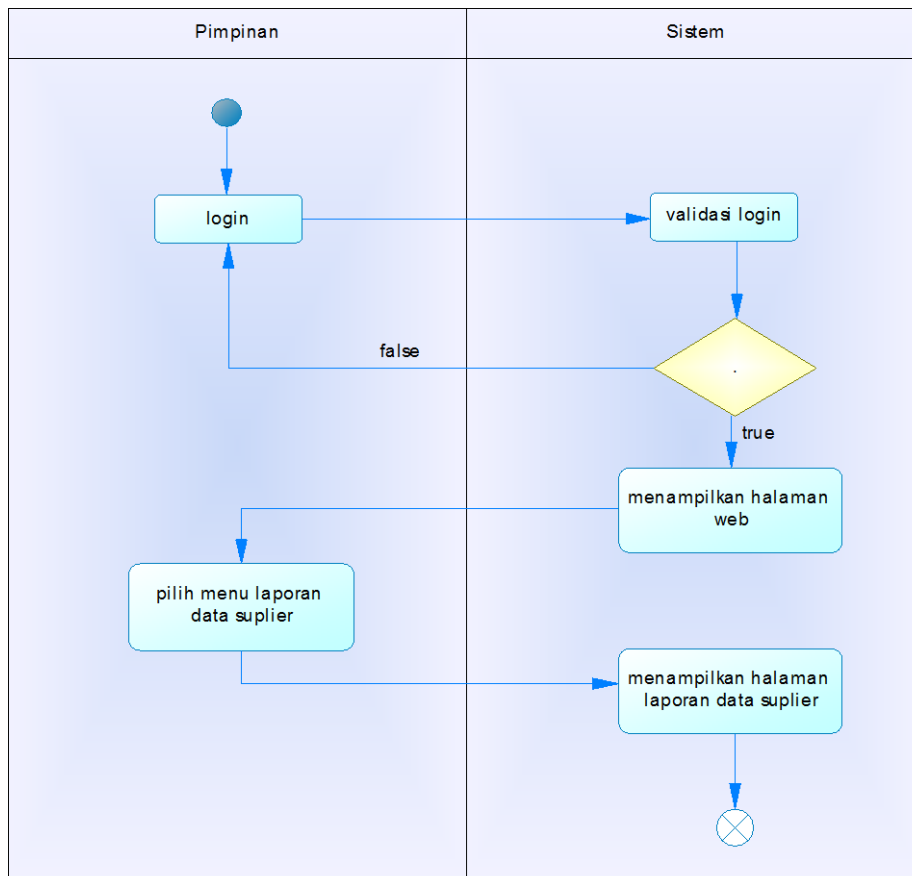 Pimpinan
Sistem
login
validasi login
false
.
true
menampilkan halaman
web
pilih menu laporan
data suplier
menampilkan halaman
laporan data suplier